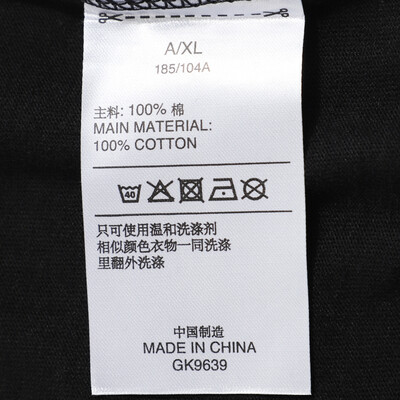 A/XL
185/104A
主料: 100% 棉
MAIN MATERIAL:
100% COTTON
40
只可使用温和洗涤剂
相似颜色衣物一同洗涤
里翻外洗涤
中国制造
MADE IN CHINA
GK9639